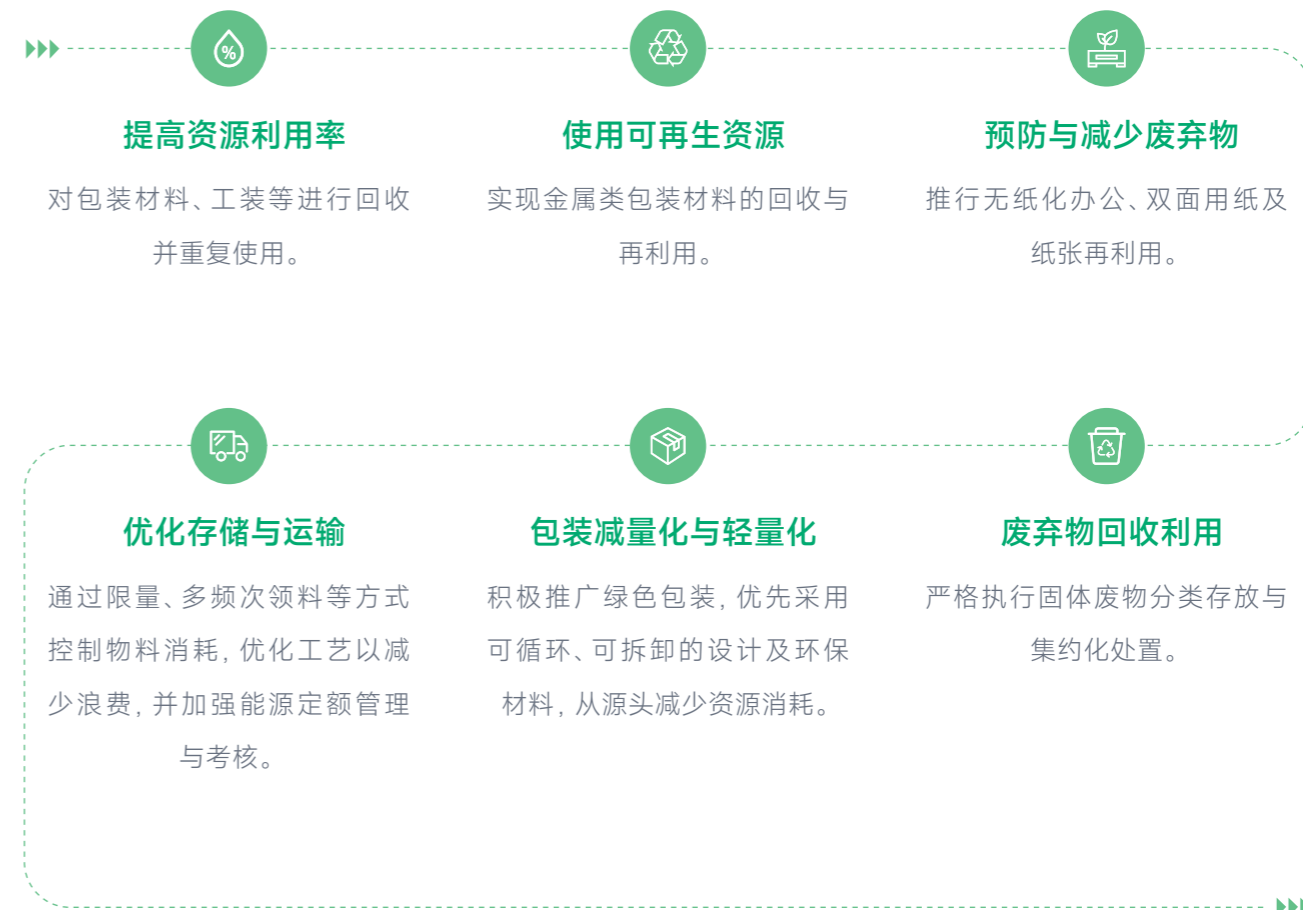 %
提高资源利用率
对包装材料、工装等进行回收
并重复使用。
使用可再生资源
实现金属类包装材料的回收与
再利用。
预防与减少废弃物
推行无纸化办公、双面用纸及
纸张再利用。
优化存储与运输
通过限量、多频次领料等方式
控制物料消耗, 优化工艺以减
少浪费, 并加强能源定额管理
与考核。
包装减量化与轻量化
积极推广绿色包装, 优先采用
可循环、可拆卸的设计及环保
材料, 从源头减少资源消耗。
废弃物回收利用
严格执行固体废物分类存放与
集约化处置。